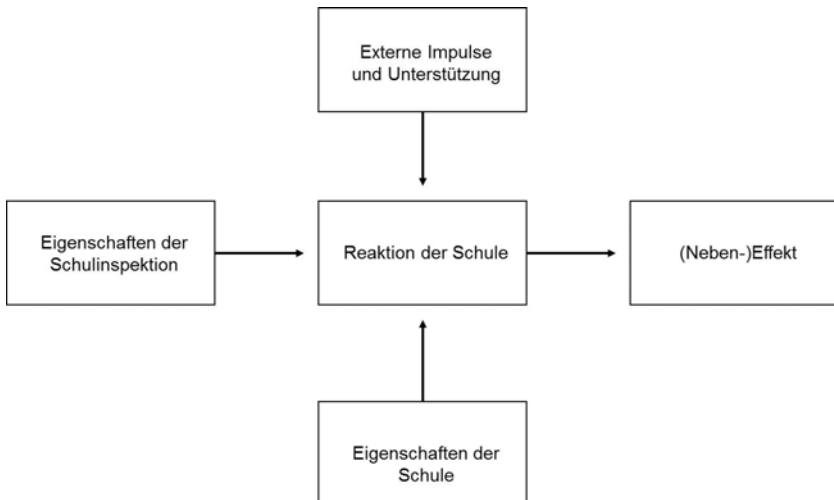 Externe Impulse
und Unterstützung
Eigenschaften der
Schulinspektion
Reaktion der Schule
(Neben-)Effekt
Eigenschaften der
Schule